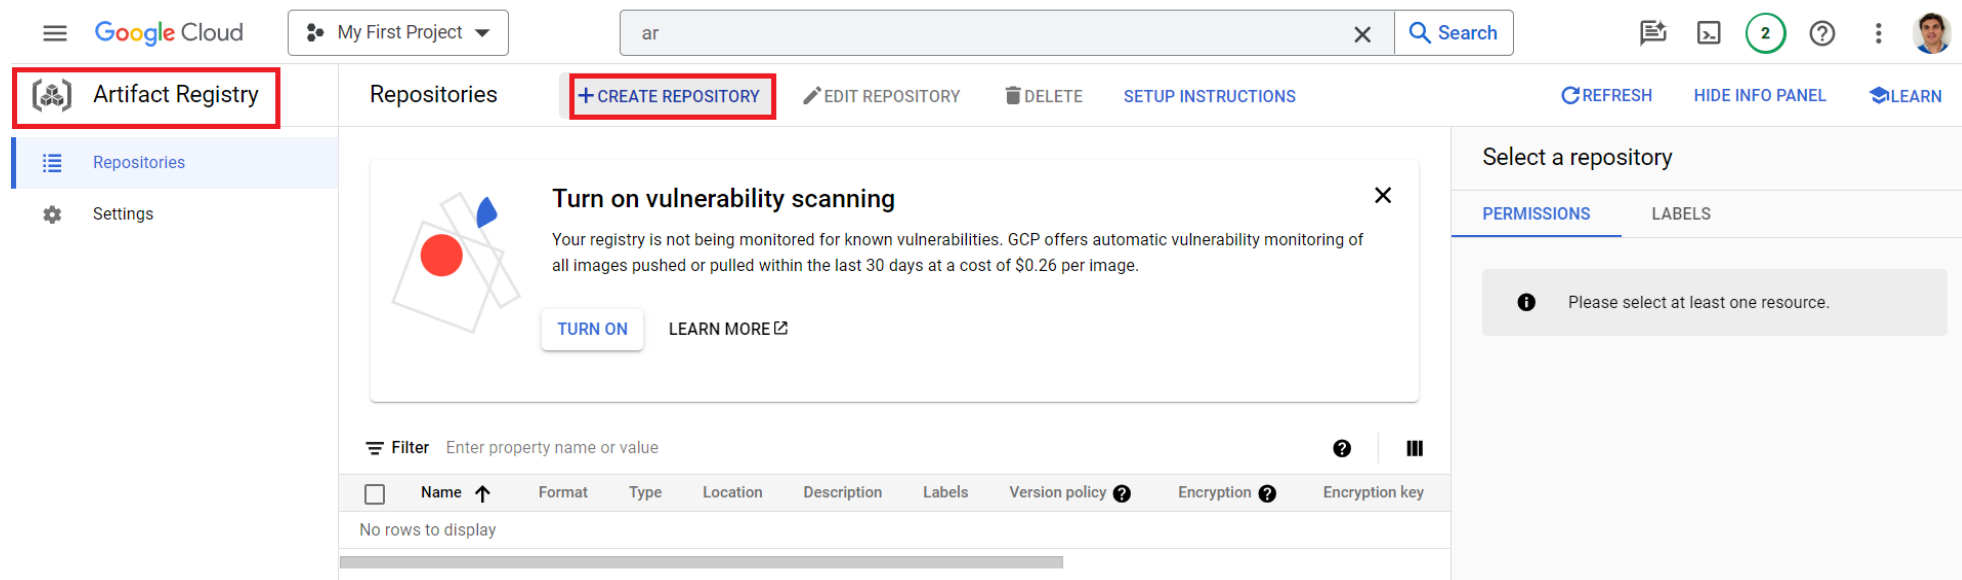 Google Cloud
My First Project
ar
Search
2
Artifact Registry
Repositories
CREATE REPOSITORY
EDIT REPOSITORY
DELETE
SETUP INSTRUCTIONS
REFRESH
HIDE INFO PANEL
LEARN
Repositories
Settings
Turn on vulnerability scanning
Your registry is not being monitored for known vulnerabilities. GCP offers automatic vulnerability monitoring of
all images pushed or pulled within the last 30 days at a cost of $0.26 per image.
TURN ON
LEARN MORE
Filter Enter property name or value
Name Format Type Location Description Labels Version policy Encryption Encryption key
No rows to display
Select a repository
PERMISSIONS
LABELS
Please select at least one resource.